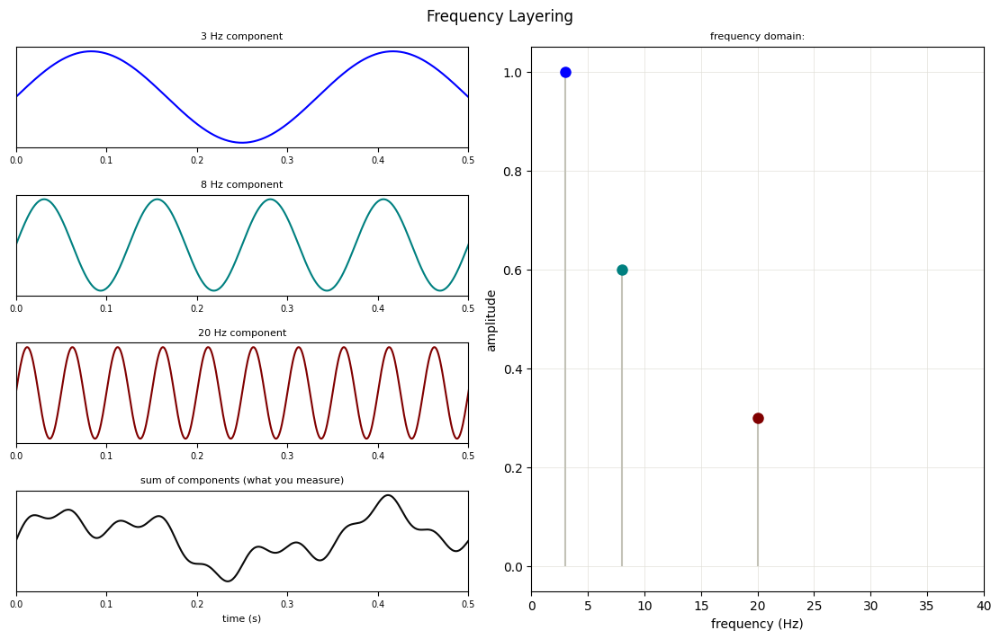 Frequency Layering
3 Hz component
0.0 0.1 0.2 0.3 0.4 0.5
8 Hz component
0.0 0.1 0.2 0.3 0.4 0.5
20 Hz component
0.0 0.1 0.2 0.3 0.4 0.5
sum of components (what you measure)
0.0 0.1 0.2 0.3 0.4 0.5
time (s)
frequency domain:
1.0
0.8
0.6
0.4
0.2
0.0
amplitude
0 5 10 15 20 25 30 35 40
frequency (Hz)